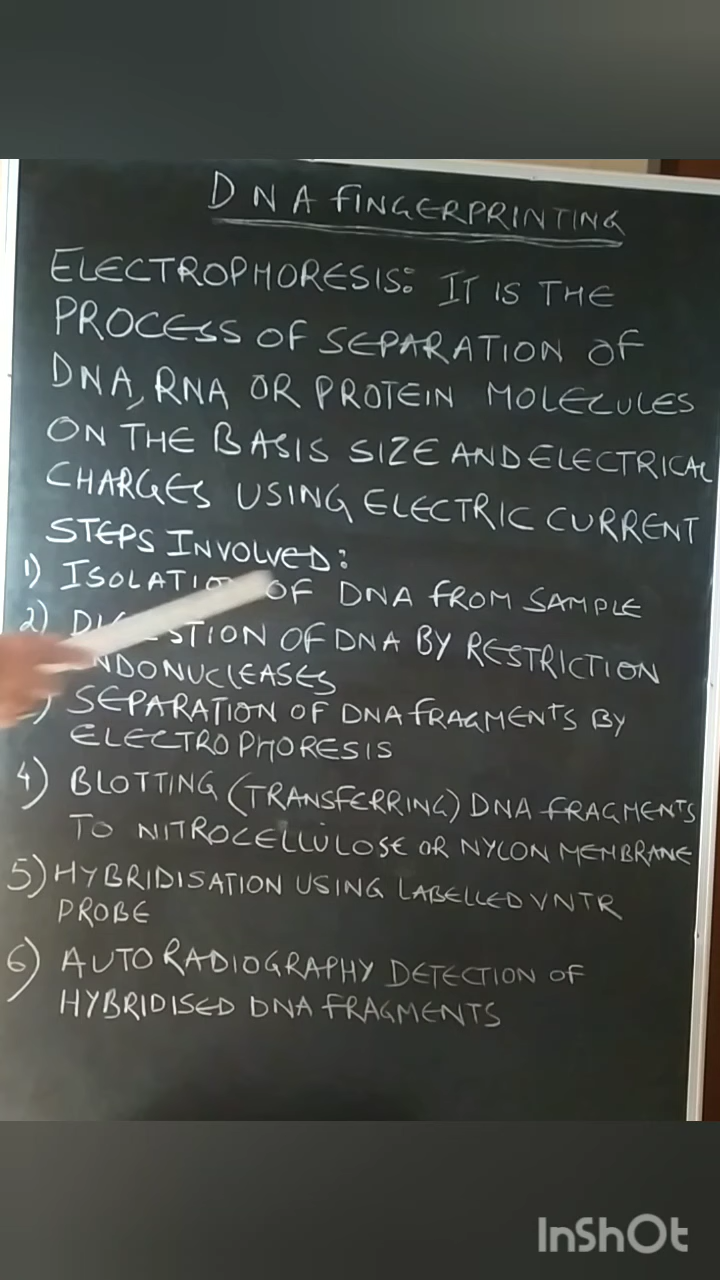 DNA FINGERPRINTING
ELECTROPHORESIS: IT IS THE
PROCESS OF SEPARATION OF
DNA, RNA OR PROTEIN MOLECULES
ON THE BASIS SIZE AND ELECTRICAL
CHARGES USING ELECTRIC CURRENT
STEPS INVOLVED:
1) ISOLATIO OF DNA FROM SAMPLE
2) DI STION OF DNA BY RESTRICTION
NDONUCLEASES
) SEPARATION OF DNA FRAGMENTS BY
ELECTROPHORESIS
4) BLOTTING (TRANSFERRING) DNA FRAGMENTS
TO NITROCELLULOSE OR NYLON MEMBRANE
5) HYBRIDISATION USING LABELLED VNTR
PROBE
6) AUTORADIOGRAPHY DETECTION OF
HYBRIDISED DNA FRAGMENTS
InShOt